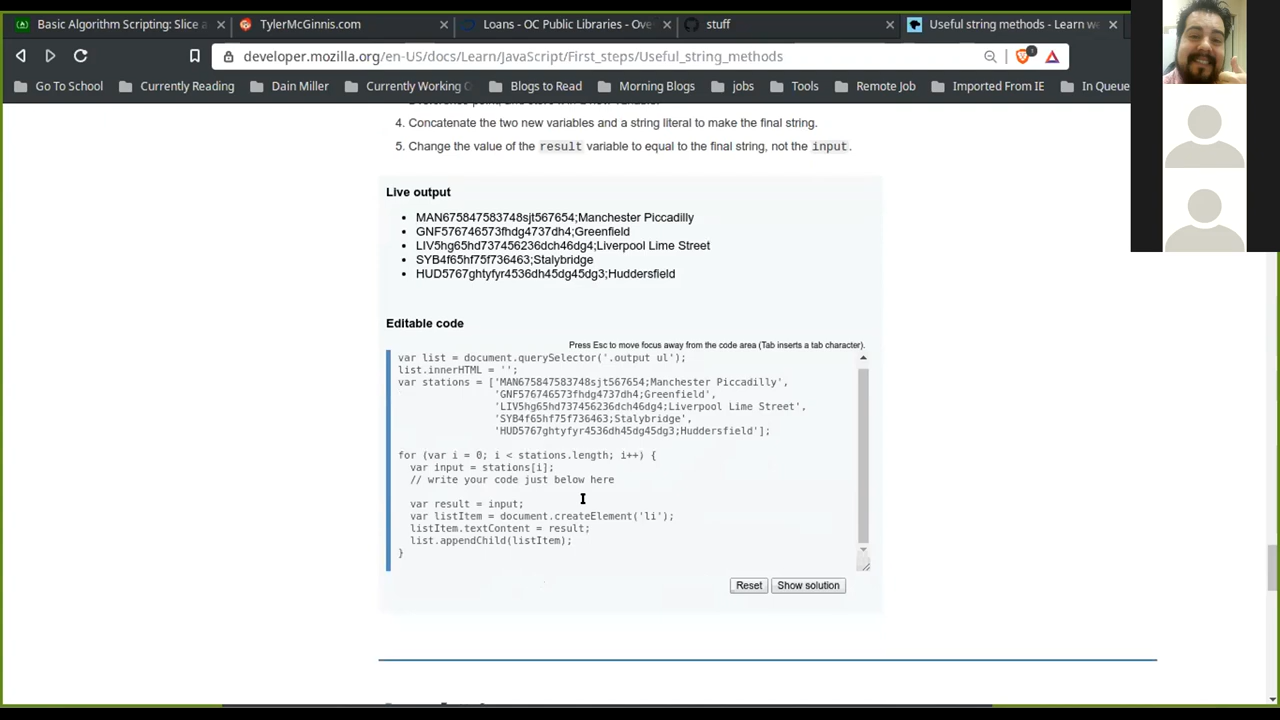 Basic Algorithm Scripting: Slice a
TylerMcGinnis.com
Loans - OC Public Libraries - Ove
stuff
Useful string methods - Learn we
developer.mozilla.org/en-US/docs/Learn/JavaScript/First_steps/Useful_string_methods
1
Go To School
Currently Reading
Dain Miller
Currently Working O
Blogs to Read
Morning Blogs
jobs
Tools
Remote Job
Imported From IE
In Queue
4. Concatenate the two new variables and a string literal to make the final string.
5. Change the value of the result variable to equal to the final string, not the input.
Live output
• MAN675847583748sjt567654;Manchester Piccadilly
• GNF576746573fhdg4737dh4;Greenfield
• LIV5hg65hd737456236dch46dg4;Liverpool Lime Street
• SYB4f65hf75f736463;Stalybridge
• HUD5767ghtyfyr4536dh45dg45dg3;Huddersfield
Editable code
Press Esc to move focus away from the code area (Tab inserts a tab character).
var list = document.querySelector('.output ul');
list.innerHTML = '';
var stations = ['MAN675847583748sjt567654;Manchester Piccadilly',
'GNF576746573fhdg4737dh4;Greenfield',
'LIV5hg65hd737456236dch46dg4;Liverpool Lime Street',
'SYB4f65hf75f736463;Stalybridge',
'HUD5767ghtyfyr4536dh45dg45dg3;Huddersfield'];
for (var i = 0; i < stations.length; i++) {
var input = stations[i];
// write your code just below here
var result = input;
var listItem = document.createElement('li');
listItem.textContent = result;
list.appendChild(listItem);
}
Reset
Show solution